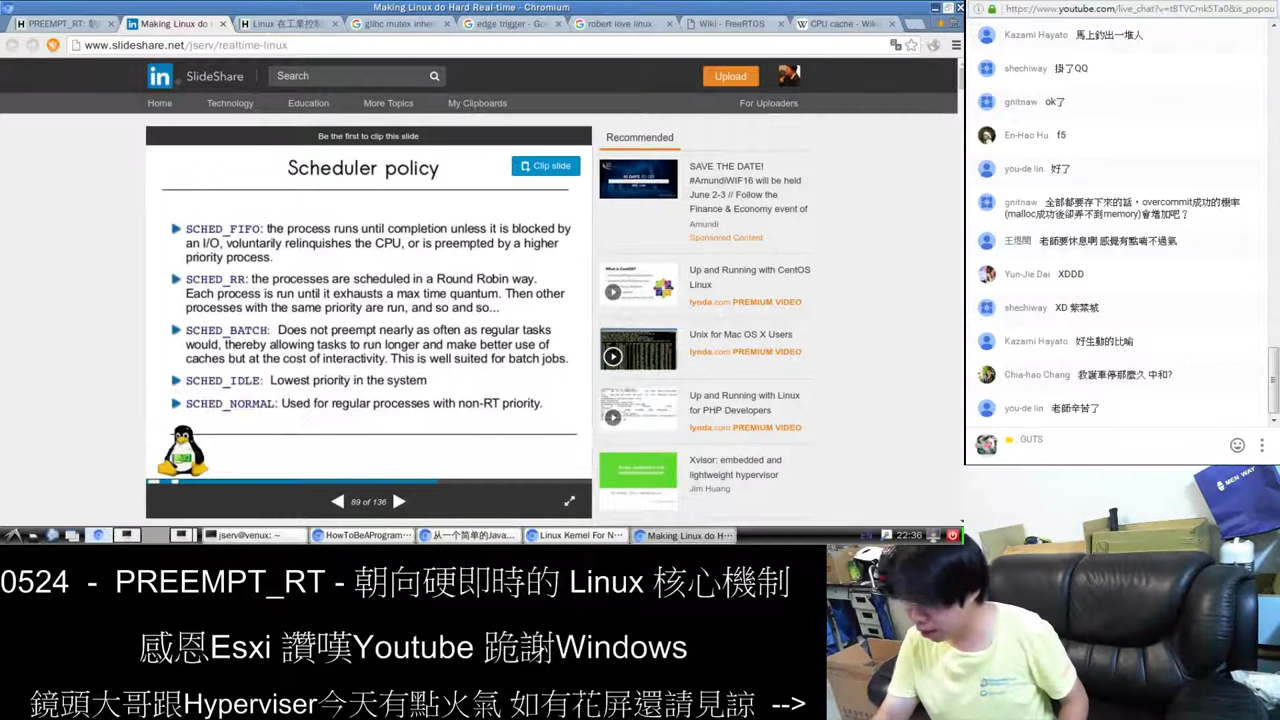 Making Linux do Hard Real-time - Chromium
PREEMPT_RT: 朝
Making Linux do
Linux 在工業控制
glibc mutex inher
edge trigger - Go
robert love linux
Wiki - FreeRTOS
CPU cache - Wiki
www.slideshare.net/jserv/realtime-linux
SlideShare
Search
Upload
Home
Technology
Education
More Topics
My Clipboards
For Uploaders
Be the first to clip this slide
Scheduler policy
Clip slide
SCHED_FIFO: the process runs until completion unless it is blocked by
an I/O, voluntarily relinquishes the CPU, or is preempted by a higher
priority process.
SCHED_RR: the processes are scheduled in a Round Robin way.
Each process is run until it exhausts a max time quantum. Then other
processes with the same priority are run, and so and so...
SCHED_BATCH: Does not preempt nearly as often as regular tasks
would, thereby allowing tasks to run longer and make better use of
caches but at the cost of interactivity. This is well suited for batch jobs.
SCHED_IDLE: Lowest priority in the system
SCHED_NORMAL: Used for regular processes with non-RT priority.
89 of 136
Recommended
SAVE THE DATE!
#AmundiWIF16 will be held
June 2-3 // Follow the
Finance & Economy event of
Amundi
Sponsored Content
What is CentOS?
Up and Running with CentOS
Linux
lynda.com PREMIUM VIDEO
Unix for Mac OS X Users
lynda.com PREMIUM VIDEO
Up and Running with Linux
for PHP Developers
lynda.com PREMIUM VIDEO
Xvisor: embedded and
lightweight hypervisor
Jim Huang
jserv@venux: ~
HowToBeAProgram...
从一个简单的Java...
Linux Kernel For N...
Making Linux do H...
EN
22:36
https://www.youtube.com/live_chat?v=tBTVCmk5Ta0&is_popou
Kazami Hayato 馬上釣出一堆人
shechiway 掛了QQ
gnitnaw ok了
En-Hao Hu f5
you-de lin 好了
gnitnaw 全部都要存下來的話，overcommit成功的機率
(malloc成功後卻弄不到memory)會增加吧？
王煜閔 老師要休息啊 感覺有點喘不過氣
Yun-Jie Dai XDDD
shechiway XD 紫葉槭
Kazami Hayato 好生動的比喻
Chia-hao Chang 救護車停那麼久 中和?
you-de lin 老師辛苦了
. GUTS
MEN WAY
0524 - PREEMPT_RT - 朝向硬即時的 Linux 核心機制
感恩Esxi 讚嘆Youtube 跪謝Windows
鏡頭大哥跟Hyperviser今天有點火氣 如有花屏還請見諒 -->